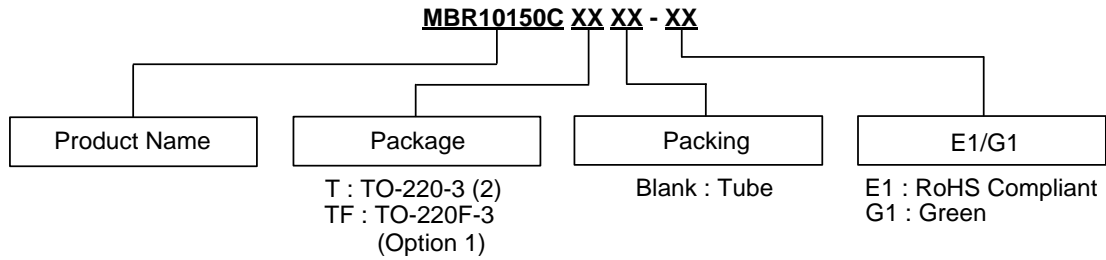 MBR10150C XX XX - XX
Product Name
Package
Packing
E1/G1
T : TO-220-3 (2)
TF : TO-220F-3
(Option 1)
Blank : Tube
E1 : RoHS Compliant
G1 : Green